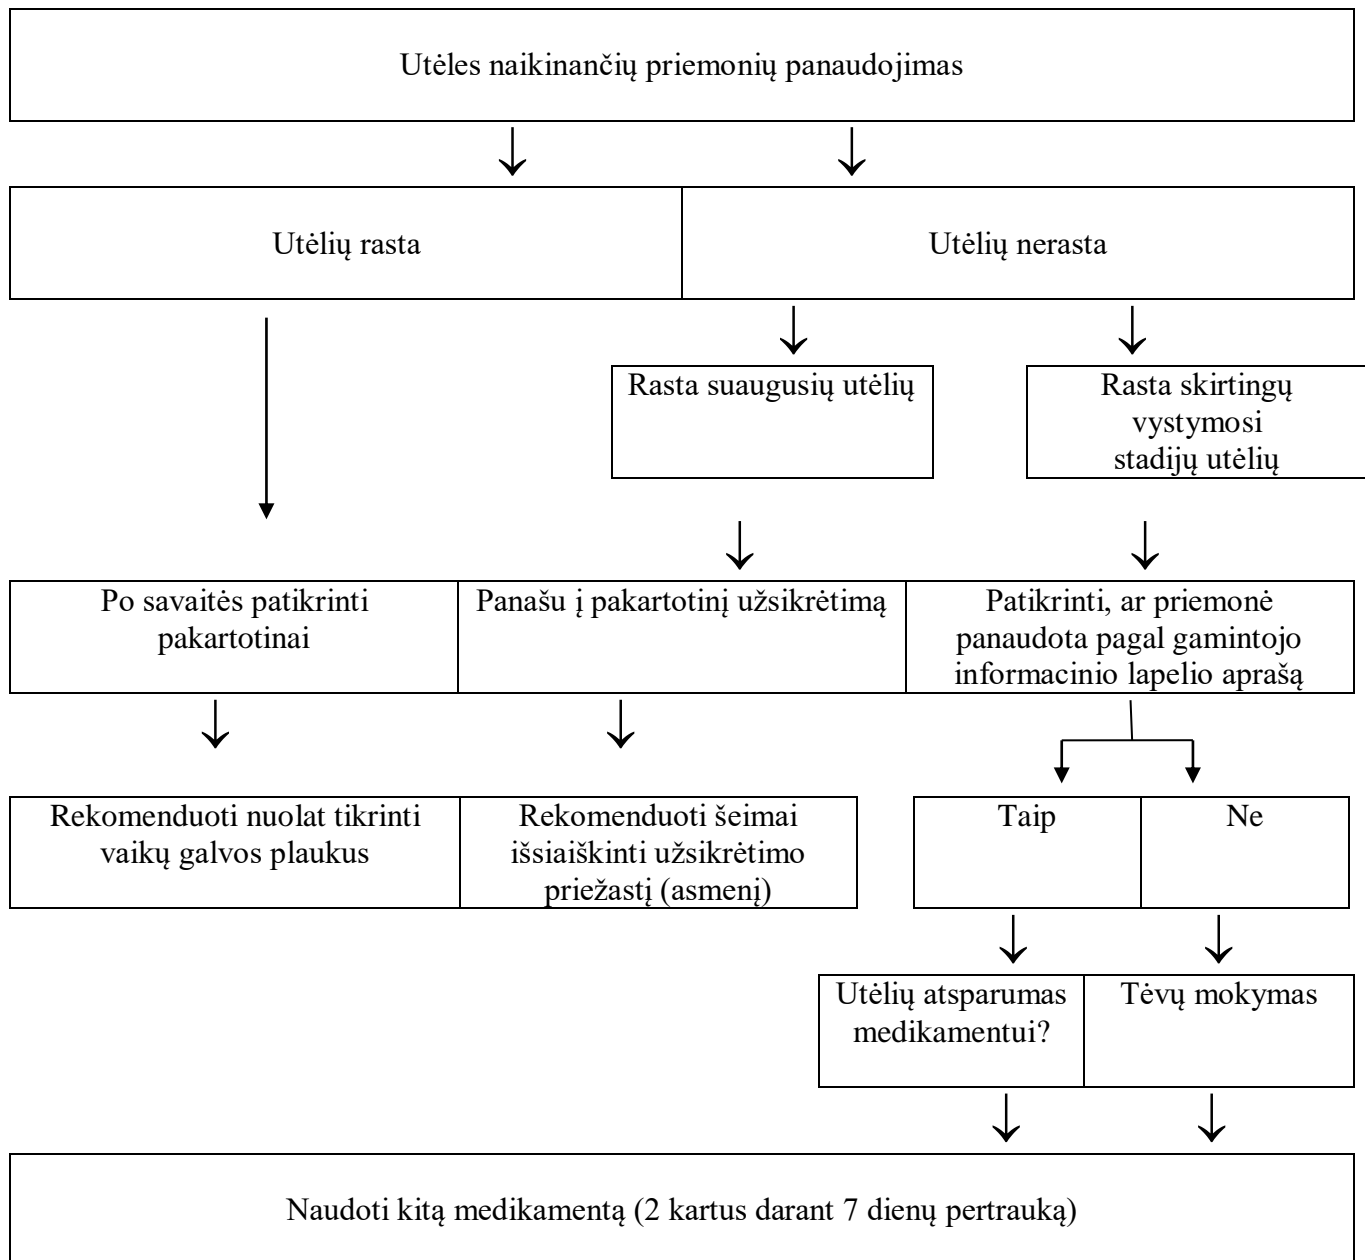 Utėles naikinančių priemonių panaudojimas
Utėlių rasta
Utėlių nerasta
Rasta suaugusių utėlių
Rasta skirtingų
vystymosi
stadijų utėlių
Po savaitės patikrinti
pakartotinai
Panašu į pakartotinį užsikrėtimą
Patikrinti, ar priemonė
panaudota pagal gamintojo
informacinio lapelio aprašą
Rekomenduoti nuolat tikrinti
vaikų galvos plaukus
Rekomenduoti šeimai
išsiaiškinti užsikrėtimo
priežastį (asmenį)
Taip
Ne
Utėlių atsparumas
medikamentui?
Tėvų mokymas
Naudoti kitą medikamentą (2 kartus darant 7 dienų pertrauką)